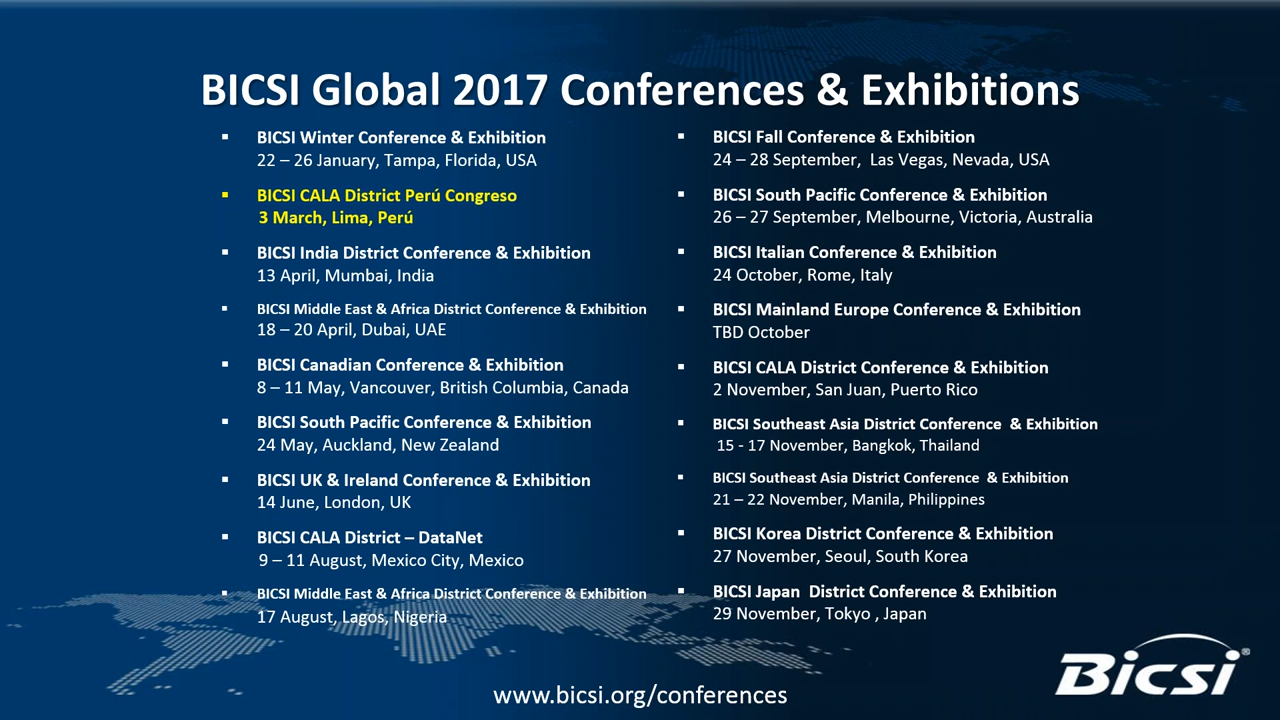 BICSI Global 2017 Conferences & Exhibitions
▪ BICSI Winter Conference & Exhibition
22 – 26 January, Tampa, Florida, USA
▪ BICSI CALA District Perú Congreso
3 March, Lima, Perú
▪ BICSI India District Conference & Exhibition
13 April, Mumbai, India
▪ BICSI Middle East & Africa District Conference & Exhibition
18 – 20 April, Dubai, UAE
▪ BICSI Canadian Conference & Exhibition
8 – 11 May, Vancouver, British Columbia, Canada
▪ BICSI South Pacific Conference & Exhibition
24 May, Auckland, New Zealand
▪ BICSI UK & Ireland Conference & Exhibition
14 June, London, UK
▪ BICSI CALA District – DataNet
9 – 11 August, Mexico City, Mexico
▪ BICSI Middle East & Africa District Conference & Exhibition
17 August, Lagos, Nigeria
▪ BICSI Fall Conference & Exhibition
24 – 28 September, Las Vegas, Nevada, USA
▪ BICSI South Pacific Conference & Exhibition
26 – 27 September, Melbourne, Victoria, Australia
▪ BICSI Italian Conference & Exhibition
24 October, Rome, Italy
▪ BICSI Mainland Europe Conference & Exhibition
TBD October
▪ BICSI CALA District Conference & Exhibition
2 November, San Juan, Puerto Rico
▪ BICSI Southeast Asia District Conference & Exhibition
15 - 17 November, Bangkok, Thailand
▪ BICSI Southeast Asia District Conference & Exhibition
21 – 22 November, Manila, Philippines
▪ BICSI Korea District Conference & Exhibition
27 November, Seoul, South Korea
▪ BICSI Japan District Conference & Exhibition
29 November, Tokyo , Japan
Bicsi®
www.bicsi.org/conferences